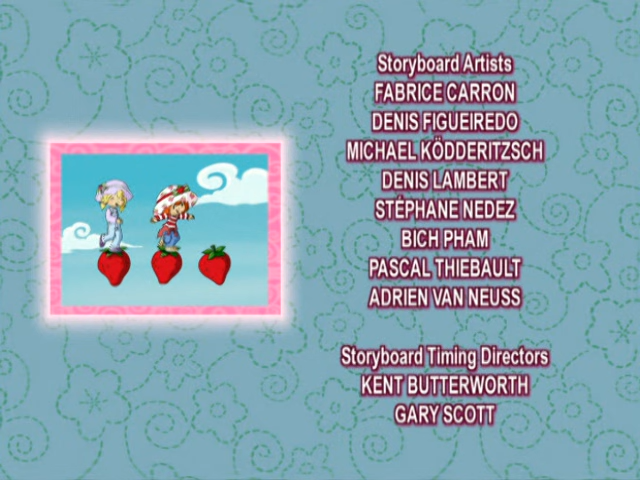 Storyboard Artists
FABRICE CARRON
DENIS FIGUEIREDO
MICHAEL KÖDDERITZSCH
DENIS LAMBERT
STÉPHANE NEDEZ
BICH PHAM
PASCAL THIEBAULT
ADRIEN VAN NEUSS
Storyboard Timing Directors
KENT BUTTERWORTH
GARY SCOTT